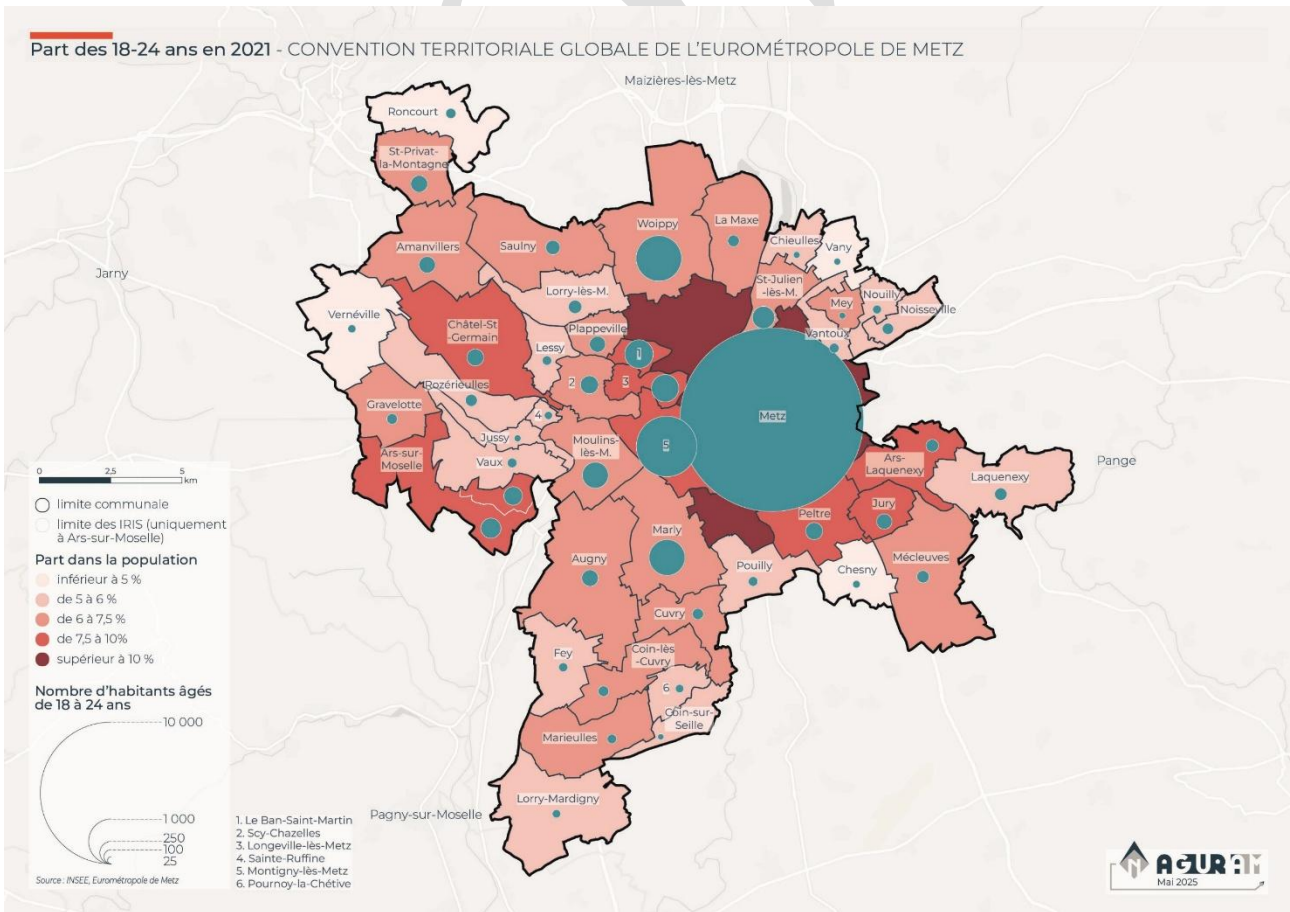 Part des 18-24 ans en 2021 - CONVENTION TERRITORIALE GLOBALE DE L'EUROMÉTROPOLE DE METZ
Maizières-lès-Metz
Roncourt
St-Privat-
la-Montagne
Woippy
La Maxe
Amanvillers
Saulny
Chieulles
Vany
Jarny
St-Julien
-lès-M.
Nouilly
Lorry-lès-M.
Mey
Noisseville
Vernéville
Châtel-St
-Germain
Plappeville
Vantoux
Lessy
1
2
3
Rozérieulles
Gravelotte
4
Metz
Jussy
Moulins-
lès-M.
5
Ars-sur-
Moselle
Vaux
Ars-
Laquenexy
Pange
Laquenexy
Jury
Peltre
Marly
Augny
Pouilly
Chesny
Mécleuves
Cuvry
Fey
Coin-lès
-Cuvry
6
Coin-sur-
Seille
Marieulles
Lorry-Mardigny
Pagny-sur-Moselle
0 2,5 5
km
limite communale
limite des IRIS (uniquement
à Ars-sur-Moselle)
Part dans la population
inférieur à 5 %
de 5 à 6 %
de 6 à 7,5 %
de 7,5 à 10%
supérieur à 10 %
Nombre d'habitants âgés
de 18 à 24 ans
10 000
1 000
250
100
25
Source : INSEE, Eurométropole de Metz
1. Le Ban-Saint-Martin
2. Scy-Chazelles
3. Longeville-lès-Metz
4. Sainte-Ruffine
5. Montigny-lès-Metz
6. Pournoy-la-Chétive
N
AGURAM
Mai 2025